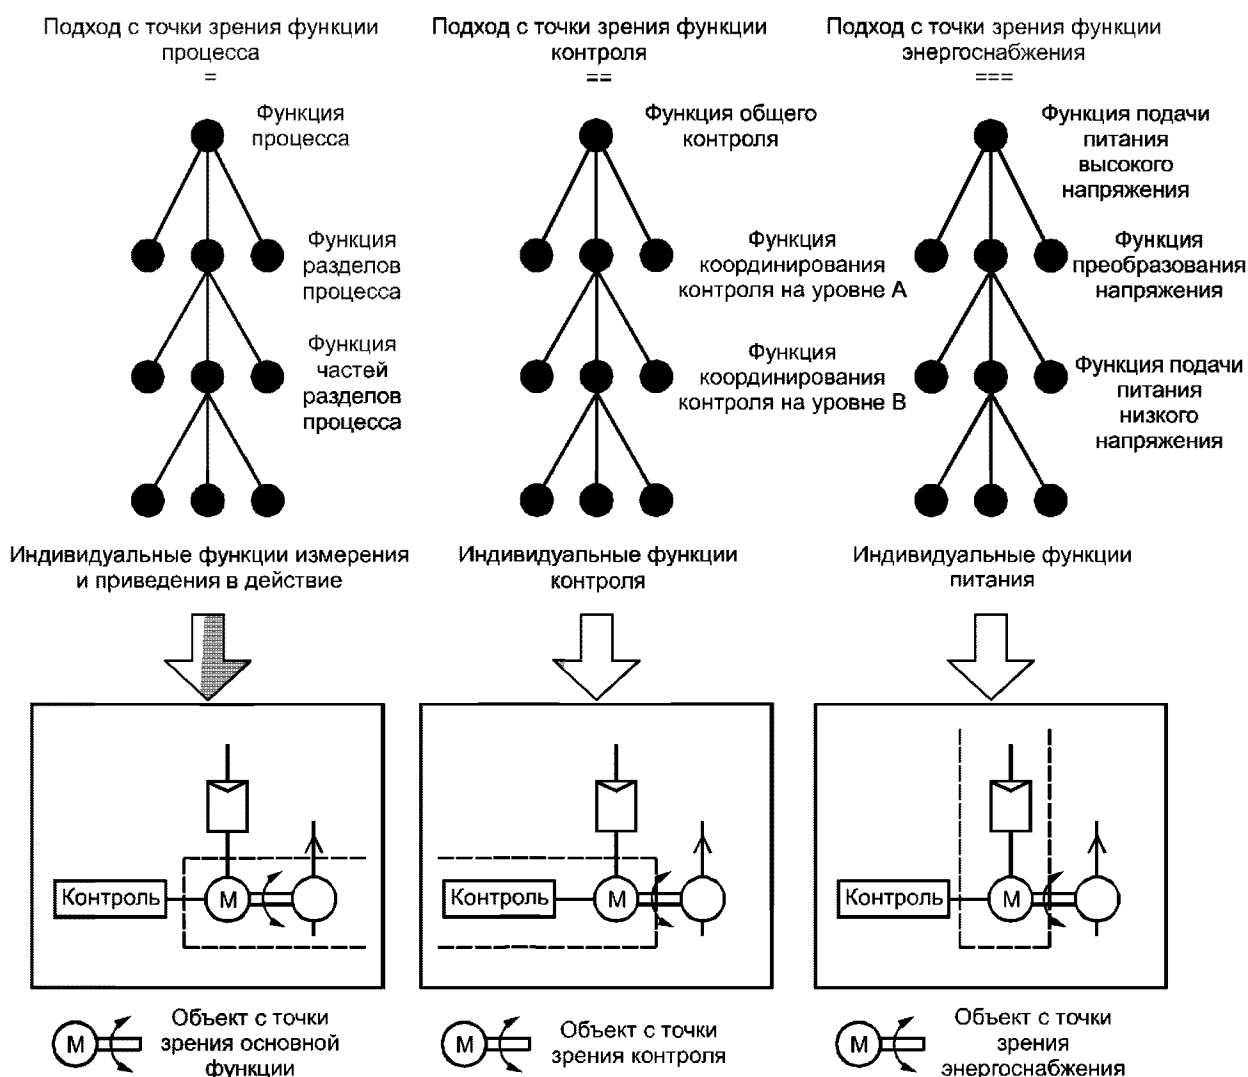 Подход с точки зрения функции
процесса
=
Подход с точки зрения функции
контроля
==
Подход с точки зрения функции
энергоснабжения
===
Функция
процесса
Функция
разделов
процесса
Функция
частей
разделов
процесса
Функция общего
контроля
Функция
координирования
контроля на уровне А
Функция
координирования
контроля на уровне В
Функция подачи
питания
высокого
напряжения
Функция
преобразования
напряжения
Функция подачи
питания
низкого
напряжения
Индивидуальные функции измерения
и приведения в действие
Индивидуальные функции
контроля
Индивидуальные функции
питания
Контроль
М
Контроль
М
Контроль
М
М
Объект с точки
зрения основной
функции
М
Объект с точки
зрения контроля
М
Объект с точки
зрения
энергоснабжения